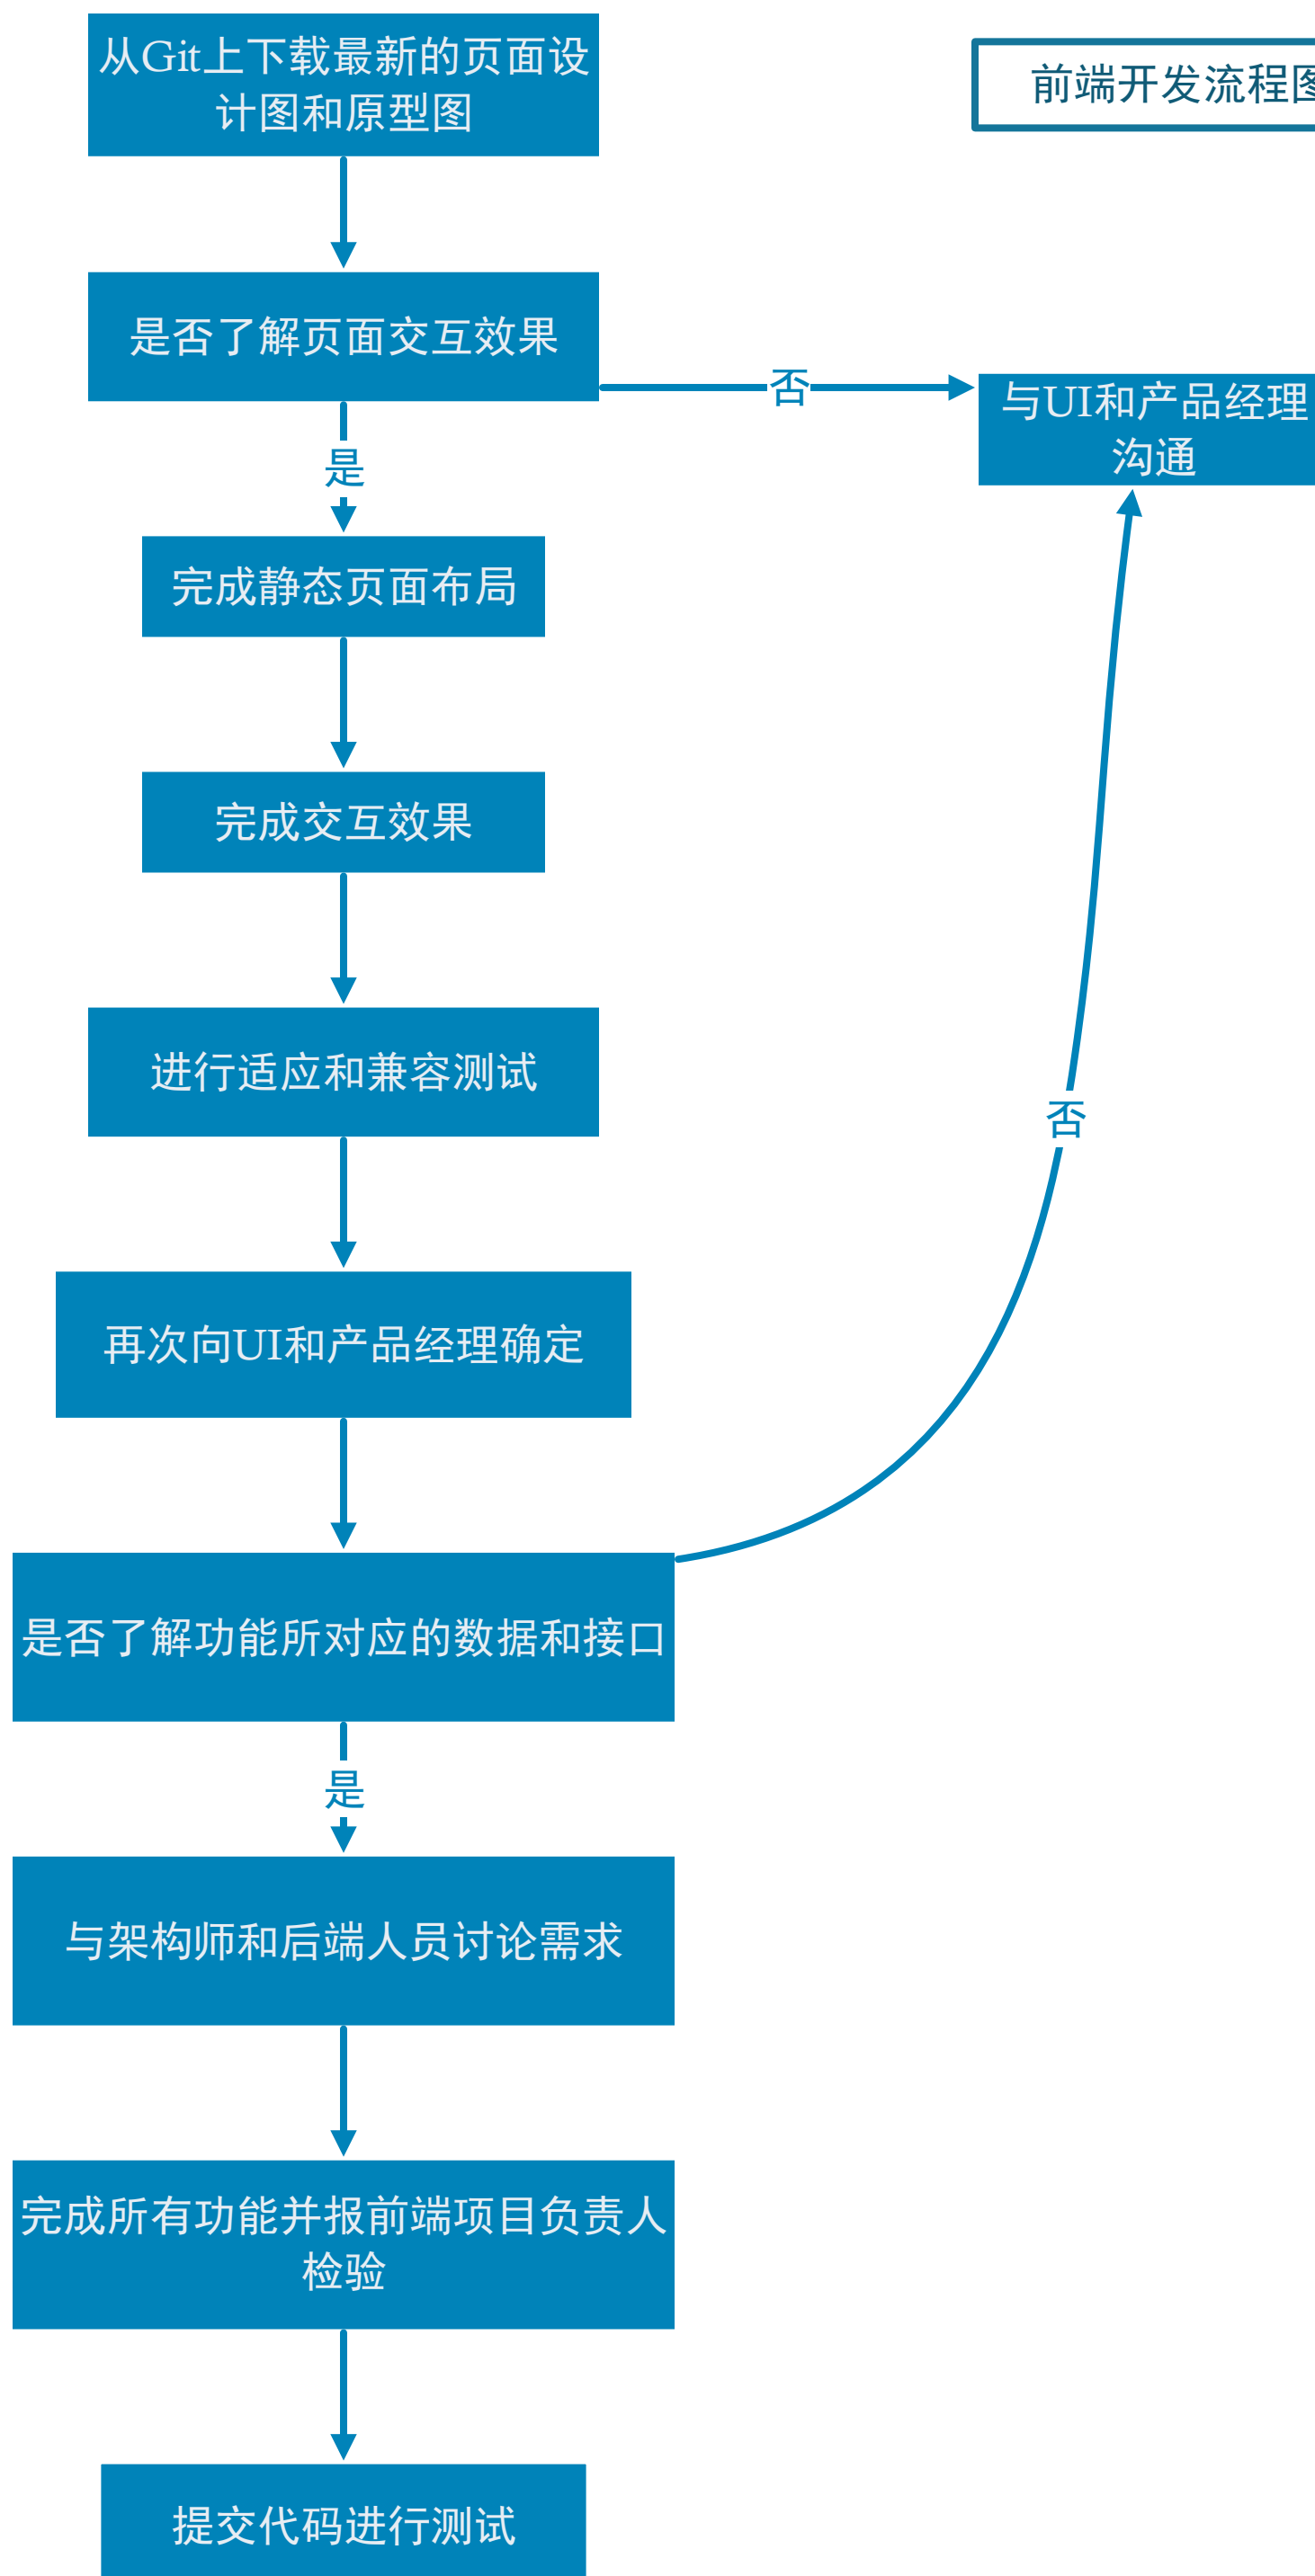 从Git上下载最新的页面设
计图和原型图
前端开发流程图
是否了解页面交互效果
否
与UI和产品经理
沟通
是
完成静态页面布局
完成交互效果
进行适应和兼容测试
否
再次向UI和产品经理确定
是否了解功能所对应的数据和接口
是
与架构师和后端人员讨论需求
完成所有功能并报前端项目负责人
检验
提交代码进行测试